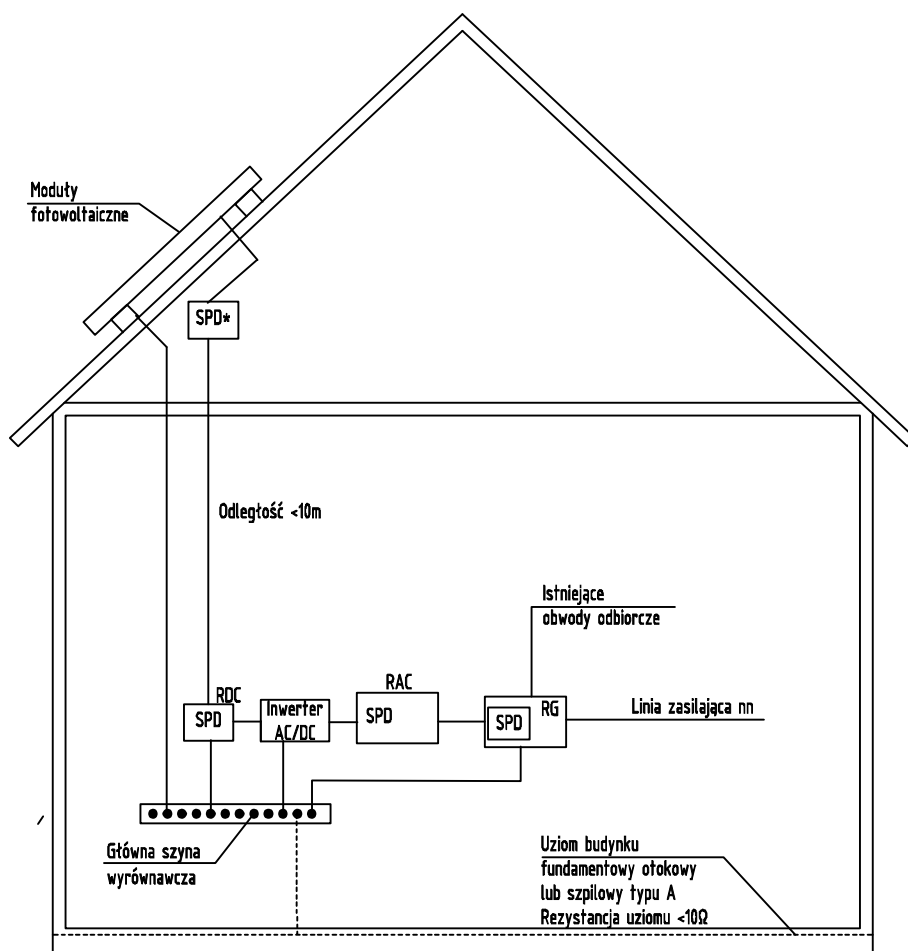 Moduły
fotowoltaiczne
SPD*
Odległość <10m
Istniejące
obwody odbiorcze
RDC
SPD
Inwerter
AC/DC
RAC
SPD
SPD
RG
Linia zasilająca nn
Główna szyna
wyrównawcza
Uziom budynku
fundamentowy otokowy
lub szpilowy typu A
Rezystancja uziomu <10Ω